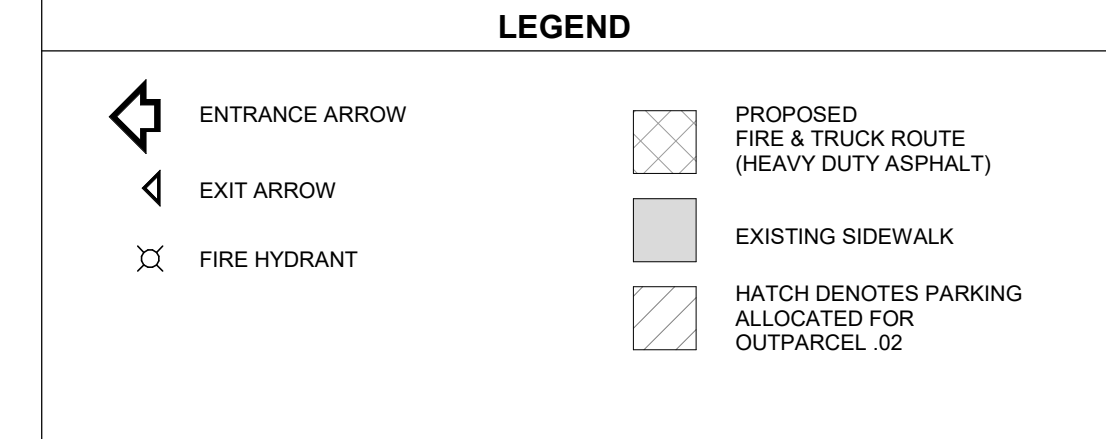 LEGEND
ENTRANCE ARROW
EXIT ARROW
FIRE HYDRANT
PROPOSED
FIRE & TRUCK ROUTE
(HEAVY DUTY ASPHALT)
EXISTING SIDEWALK
HATCH DENOTES PARKING
ALLOCATED FOR
OUTPARCEL .02